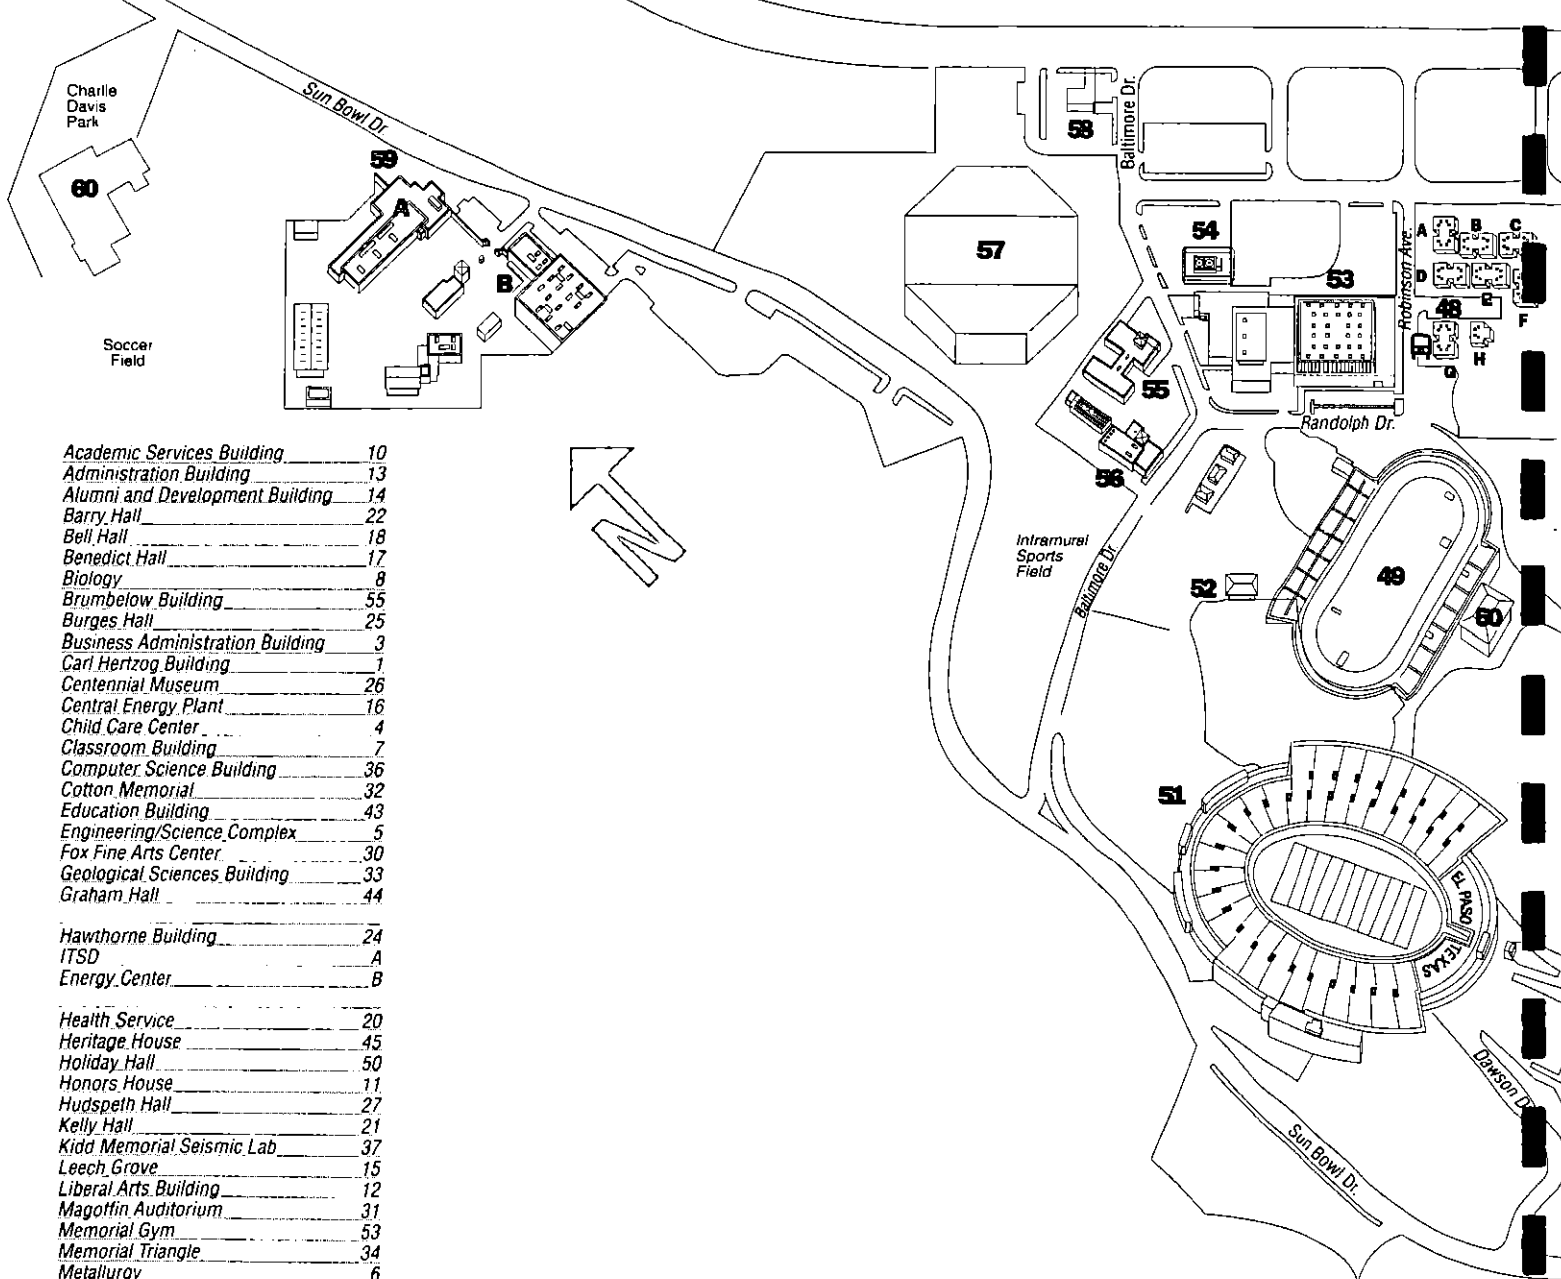 Charlie
Davis
Park
60
Sun Bowl Dr.
59
A
B
Soccer
Field
58
Baltimore Dr.
57
54
53
Robinson Ave.
A
B
C
D
E
48
F
G
H
55
56
Randolph Dr.
Intramural
Sports
Field
Baltimore Dr
52
49
50
51
EL PASO
TEXAS
Dawson D
Sun Bowl Dr.
N
Academic Services Building 10
Administration Building 13
Alumni and Development Building 14
Barry Hall 22
Bell Hall 18
Benedict Hall 17
Biology 8
Brumbelow Building 55
Burges Hall 25
Business Administration Building 3
Carl Hertzog Building 1
Centennial Museum 26
Central Energy Plant 16
Child Care Center 4
Classroom Building 7
Computer Science Building 36
Cotton Memorial 32
Education Building 43
Engineering/Science Complex 5
Fox Fine Arts Center 30
Geological Sciences Building 33
Graham Hall 44
Hawthorne Building 24
ITSD A
Energy Center B
Health Service 20
Heritage House 45
Holiday Hall 50
Honors House 11
Hudspeth Hall 27
Kelly Hall 21
Kidd Memorial Seismic Lab 37
Leech Grove 15
Liberal Arts Building 12
Magoffin Auditorium 31
Memorial Gym 53
Memorial Triangle 34
Metallurgy 6